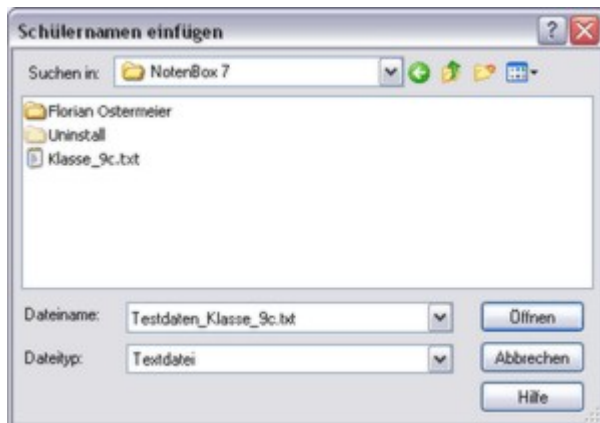 Schülernamen einfügen
Suchen in: NotenBox 7
Florian Ostermeier
Uninstall
Klasse_9c.txt
Dateiname: Testdaten_Klasse_9c.txt Öffnen
Dateityp: Textdatei Abbrechen
Hilfe